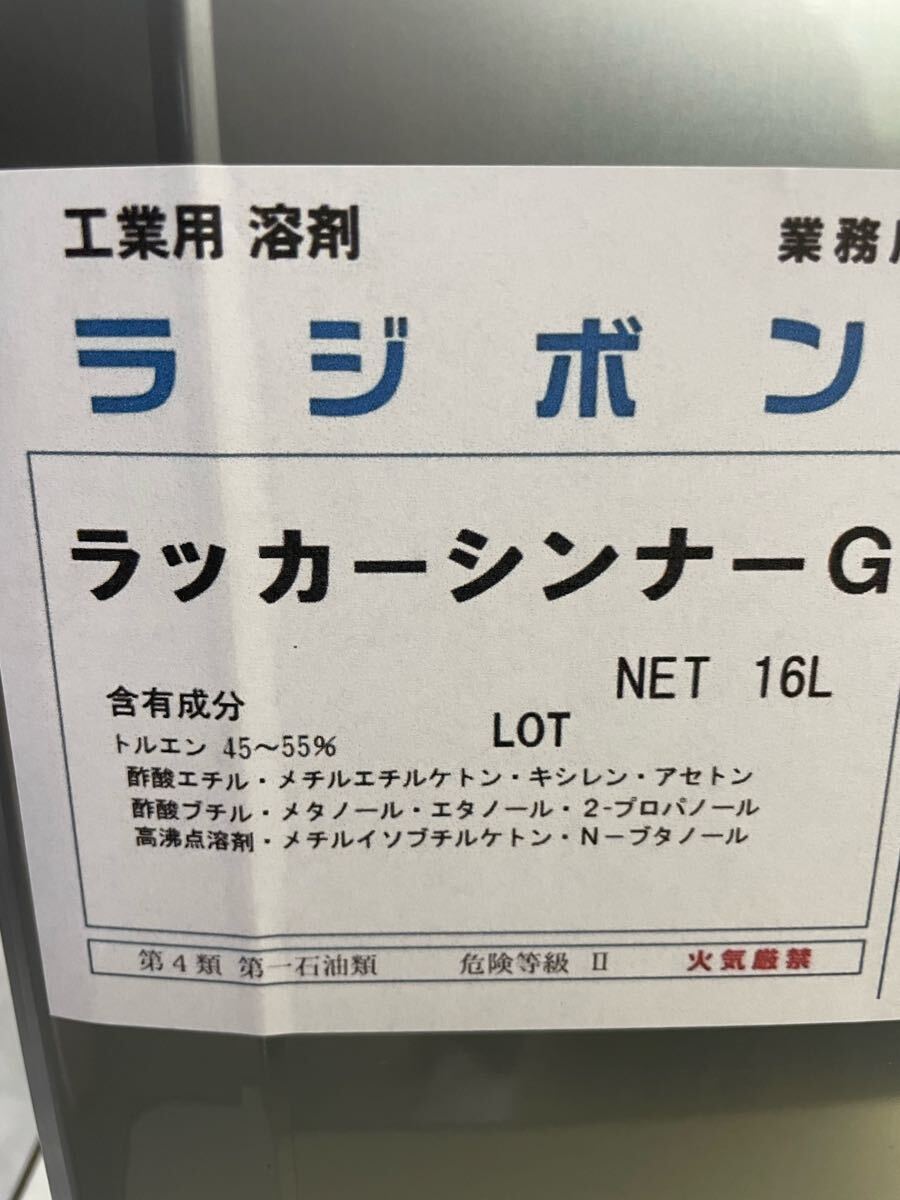 工業用 溶剤
業務
ラジボン
ラッカーシンナーG
NET 16L
含有成分
LOT
トルエン 45～55%
酢酸エチル・メチルエチルケトン・キシレン・アセトン
酢酸ブチル・メタノール・エタノール・2-プロパノール
高沸点溶剤・メチルイソブチルケトン・N－ブタノール
第4類 第一石油類 危険等級 Ⅱ 火気厳禁